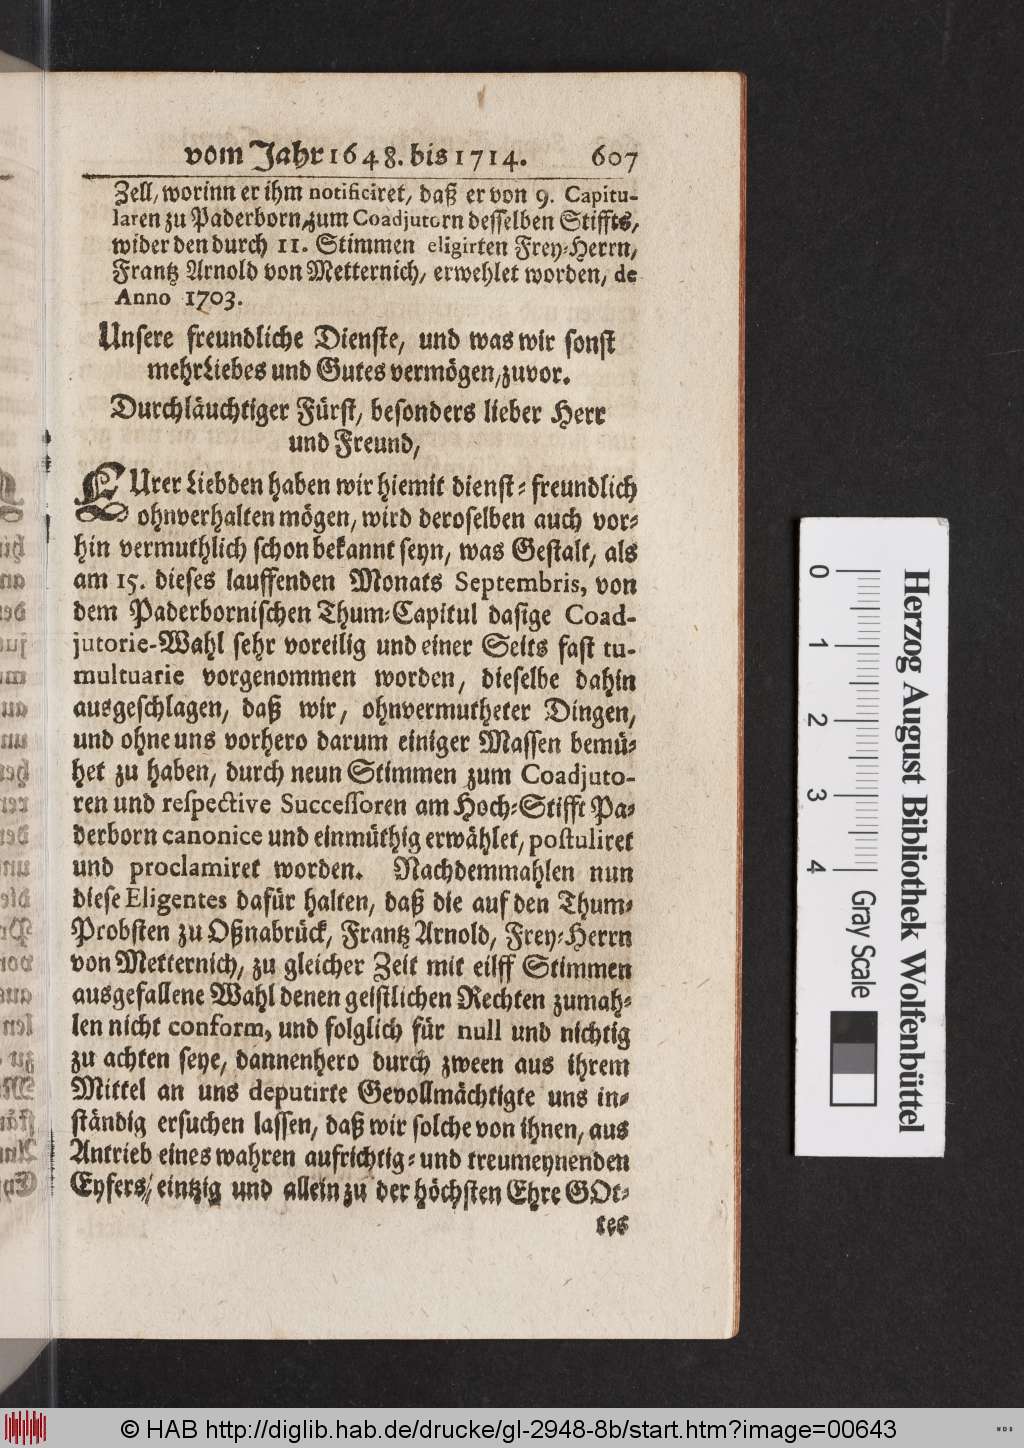 vom Jahr 1648. bis 1714. 607
Zell, worinn er ihm notificiret, daß er von 9. Capitu-
laren zu Paderborn, zum Coadjutorn desselben Stiffts,
wider den durch 11. Stimmen eligirten Frey-Herrn,
Frantz Arnold von Metternich, erwehlet worden, de
Anno 1703.
Unsere freundliche Dienste, und was wir sonst
mehr Liebes und Gutes vermögen, zuvor.
Durchläuchtiger Fürst, besonders lieber Herr
und Freund,
EUrer Liebden haben wir hiemit dienst-freundlich
ohnverhalten mögen, wird deroselben auch vor-
hin vermuthlich schon bekannt seyn, was Gestalt, als
am 15. dieses lauffenden Monats Septembris, von
dem Paderbornischen Thum-Capitul dasige Coad-
jutorie-Wahl sehr voreilig und einer Seits fast tu-
multuarie vorgenommen worden, dieselbe dahin
ausgeschlagen, daß wir, ohnvermutheter Dingen,
und ohne uns vorhero darum einiger Massen bemü-
het zu haben, durch neun Stimmen zum Coadjuto-
ren und respective Successoren am Hoch-Stifft Pa-
derborn canonice und einmüthig erwählet, postuliret
und proclamiret worden. Nachdemmahlen nun
diese Eligentes dafür halten, daß die auf den Thum-
Probsten zu Oßnabrück, Frantz Arnold, Frey-Herrn
von Metternich, zu gleicher Zeit mit eilff Stimmen
ausgefallene Wahl denen geistlichen Rechten zumah-
len nicht conform, und folglich für null und nichtig
zu achten seye, dannenhero durch zween aus ihrem
Mittel an uns deputirte Gevollmächtigte uns in-
ständig ersuchen lassen, daß wir solche von ihnen, aus
Antrieb eines wahren aufrichtig- und treumeynenden
Eyfers, eintzig und allein zu der höchsten Ehre GOt-
tes
0 1 2 3 4
Herzog August Bibliothek Wolfenbüttel
Gray Scale
© HAB http://diglib.hab.de/drucke/gl-2948-8b/start.htm?image=00643